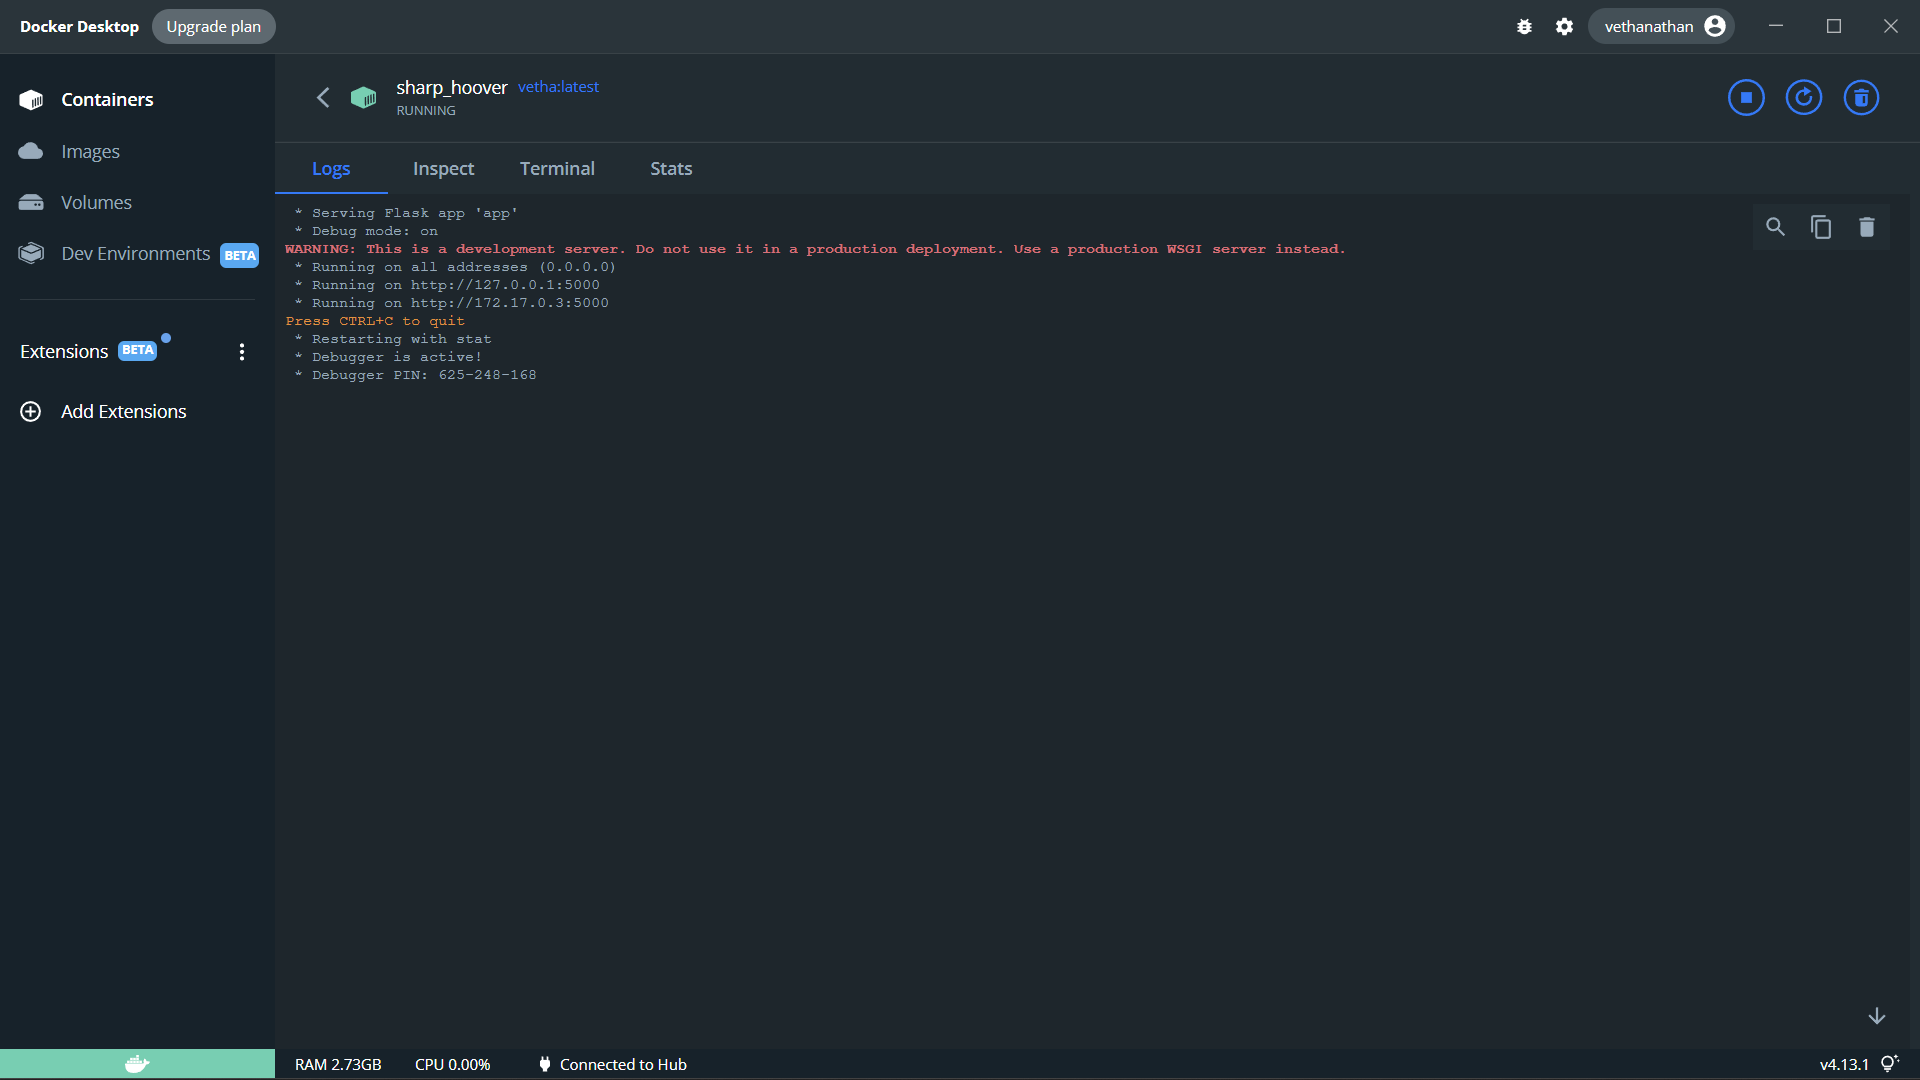 Docker Desktop Upgrade plan vethanathan
Containers
Images
Volumes
Dev Environments BETA
Extensions BETA
Add Extensions
sharp_hoover vetha:latest
RUNNING
Logs Inspect Terminal Stats
* Serving Flask app 'app'
* Debug mode: on
WARNING: This is a development server. Do not use it in a production deployment. Use a production WSGI server instead.
* Running on all addresses (0.0.0.0)
* Running on http://127.0.0.1:5000
* Running on http://172.17.0.3:5000
Press CTRL+C to quit
* Restarting with stat
* Debugger is active!
* Debugger PIN: 625-248-168
RAM 2.73GB CPU 0.00% Connected to Hub v4.13.1